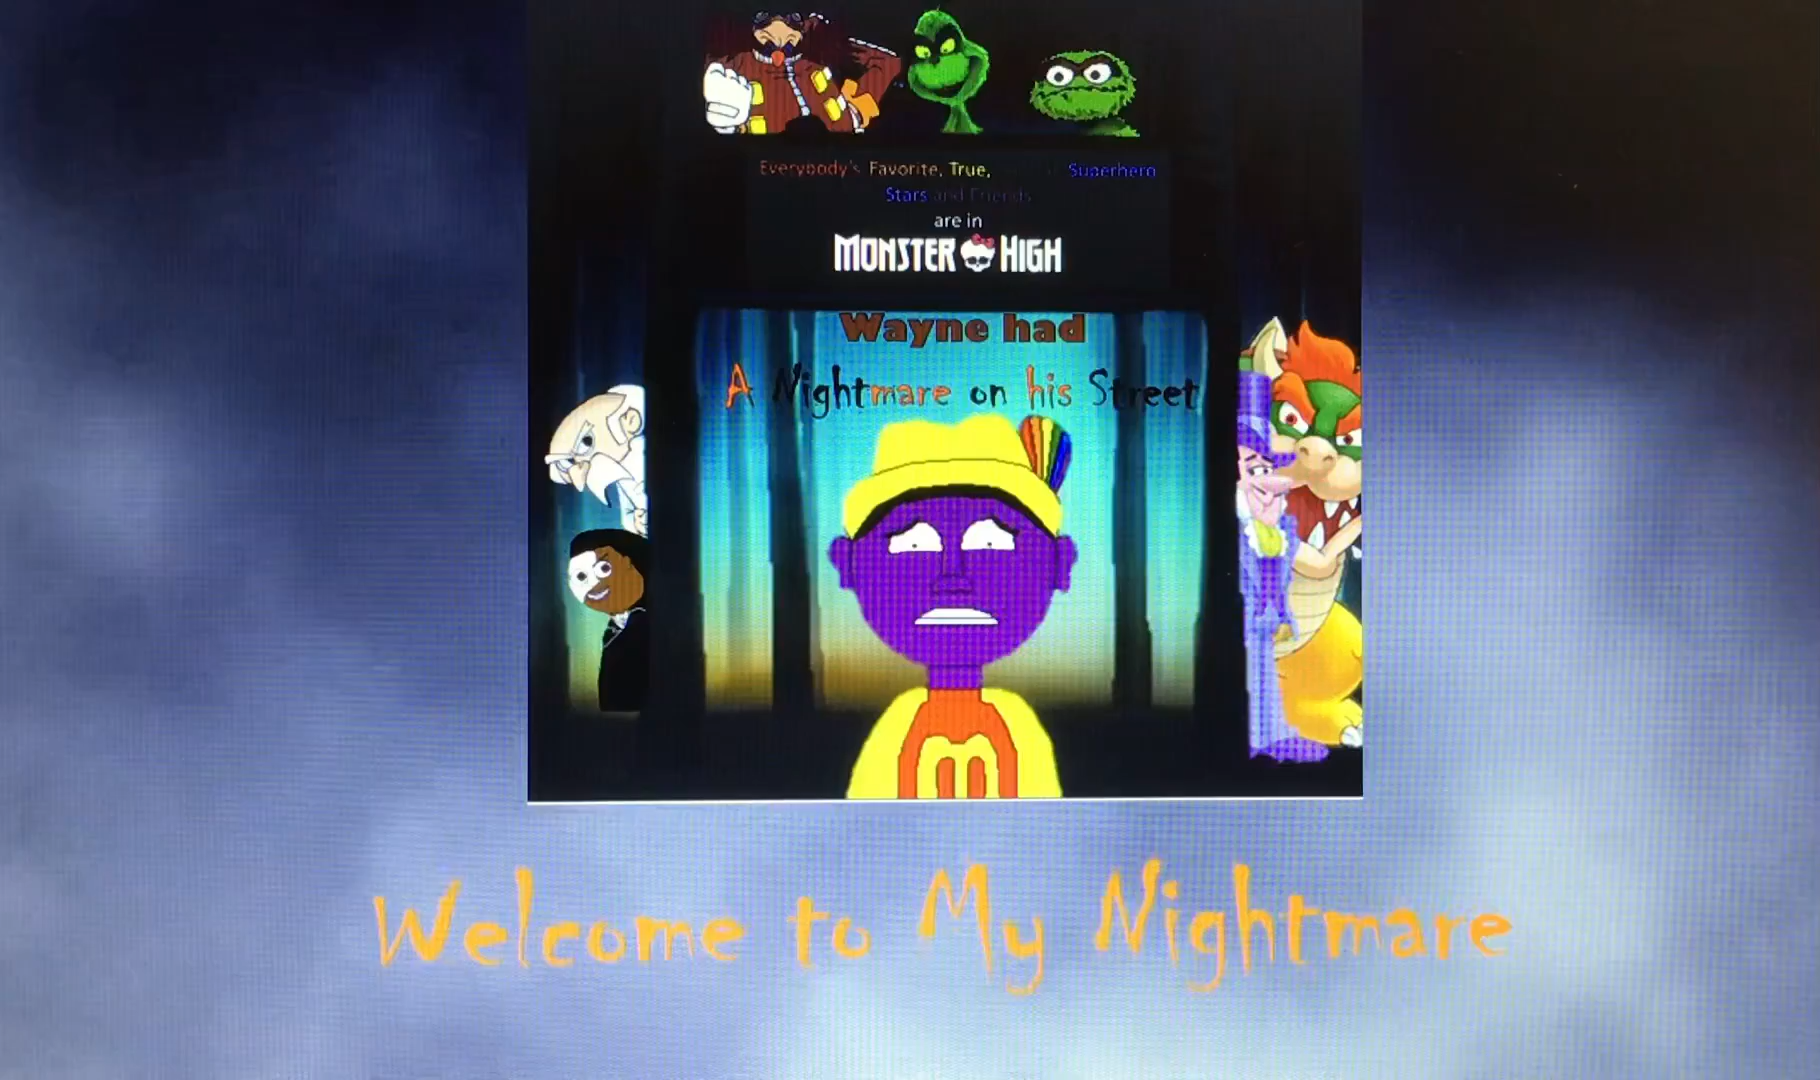 Everybody's Favorite, True, Superhero
Stars and Friends
are in
MONSTER HIGH
Wayne had
A Nightmare on his Street
Welcome to My Nightmare